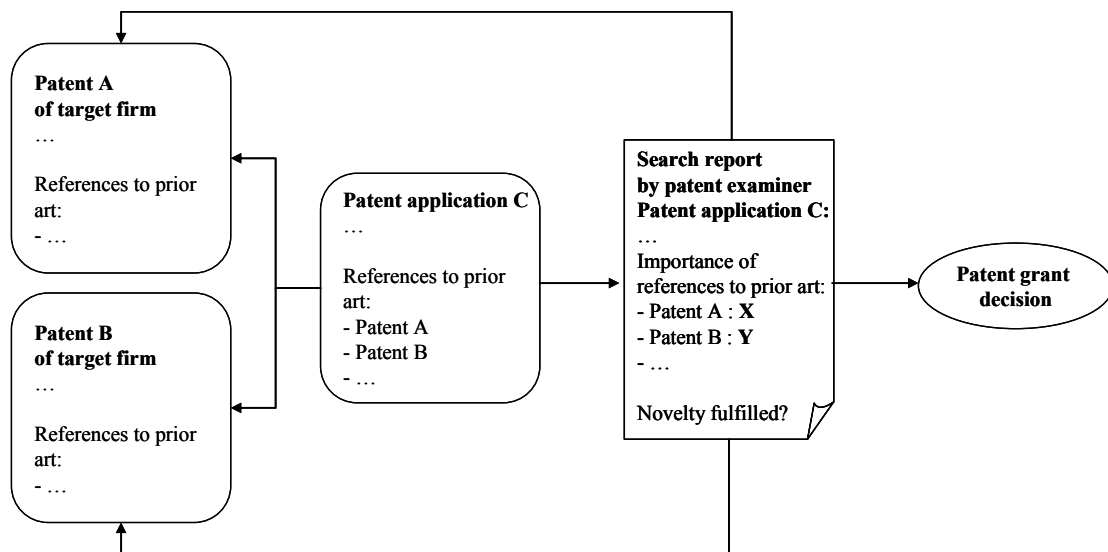 Patent A
of target firm
…
References to prior
art:
- …
Patent B
of target firm
…
References to prior
art:
- …
Patent application C
…
References to prior
art:
- Patent A
- Patent B
- …
Search report
by patent examiner
Patent application C:
…
Importance of
references to prior art:
- Patent A : X
- Patent B : Y
- …
Novelty fulfilled?
Patent grant
decision